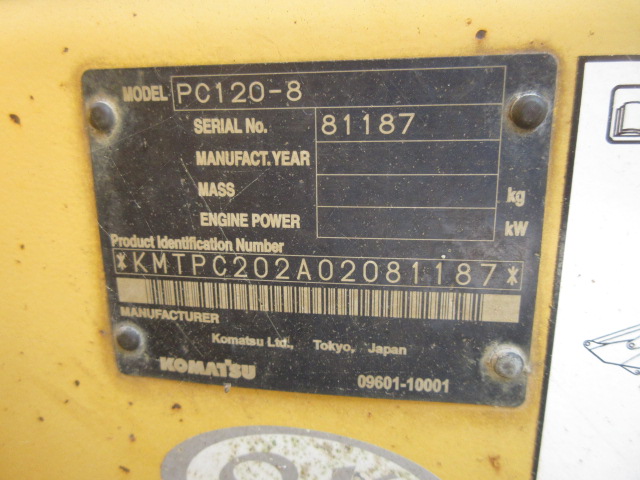 MODEL PC120-8
SERIAL No. 81187
MANUFACT. YEAR
MASS kg
ENGINE POWER kW
Product Identification Number
*KMTPC202A02081187*
MANUFACTURER
Komatsu Ltd., Tokyo, Japan
KOMATSU 09601-10001
OK